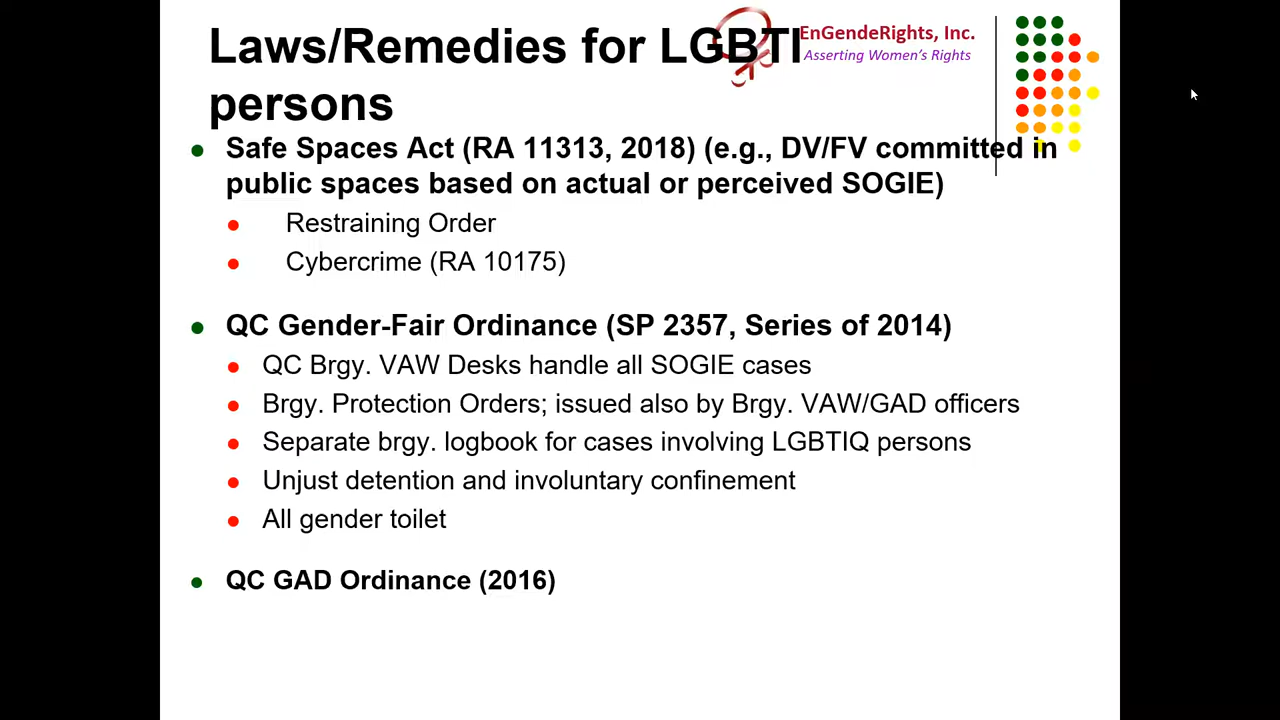 Laws/Remedies for LGBTI
persons
EnGendeRights, Inc.
Asserting Women's Rights
Safe Spaces Act (RA 11313, 2018) (e.g., DV/FV committed in
public spaces based on actual or perceived SOGIE)
Restraining Order
Cybercrime (RA 10175)
QC Gender-Fair Ordinance (SP 2357, Series of 2014)
QC Brgy. VAW Desks handle all SOGIE cases
Brgy. Protection Orders; issued also by Brgy. VAW/GAD officers
Separate brgy. logbook for cases involving LGBTIQ persons
Unjust detention and involuntary confinement
All gender toilet
QC GAD Ordinance (2016)